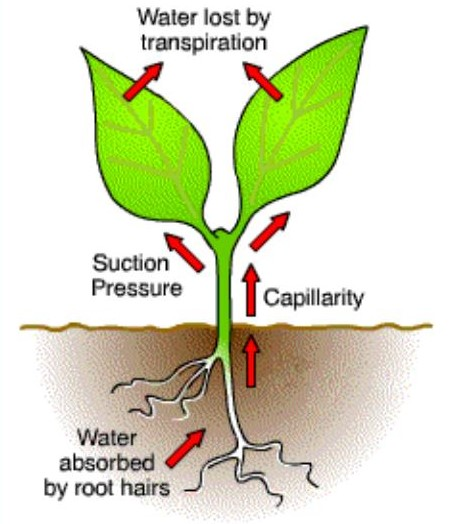 Water lost by
transpiration
Suction
Pressure
Capillarity
Water
absorbed
by root hairs